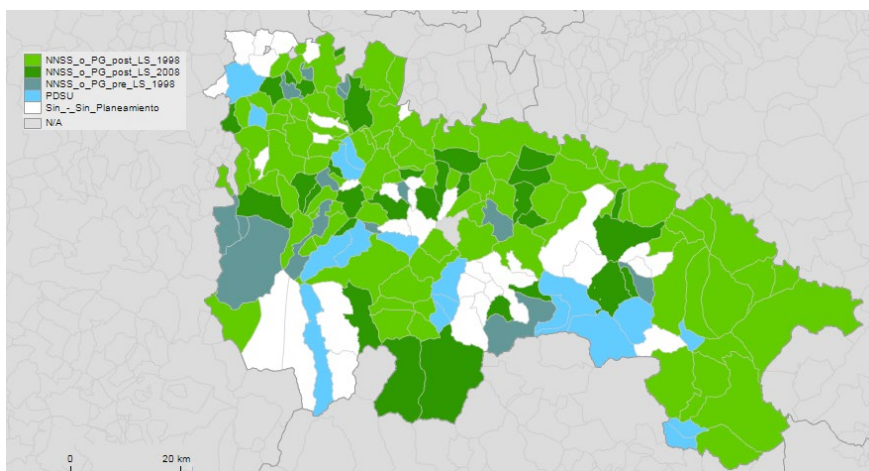 NNSS_o_PG_post_LS_1998
NNSS_o_PG_post_LS_2008
NNSS_o_PG_pre_LS_1998
PDSU
Sin_-_Sin_Planeamiento
N/A
0 20 km